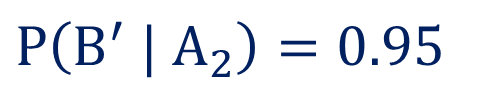 P(B′ | A₂) = 0.95